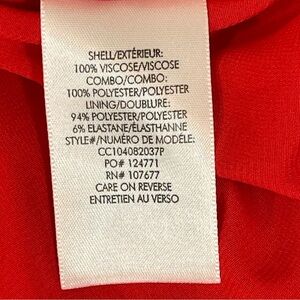 SHELL/EXTÉRIEUR:
100% VISCOSE/VISCOSE
COMBO/COMBO:
100% POLYESTER/POLYESTER
LINING/DOUBLURE:
94% POLYESTER/POLYESTER
6% ELASTANE/ÉLASTHANNE
STYLE#/NUMÉRO DE MODÈLE:
CC104082037P
PO# 124771
RN# 107677
CARE ON REVERSE
ENTRETIEN AU VERSO